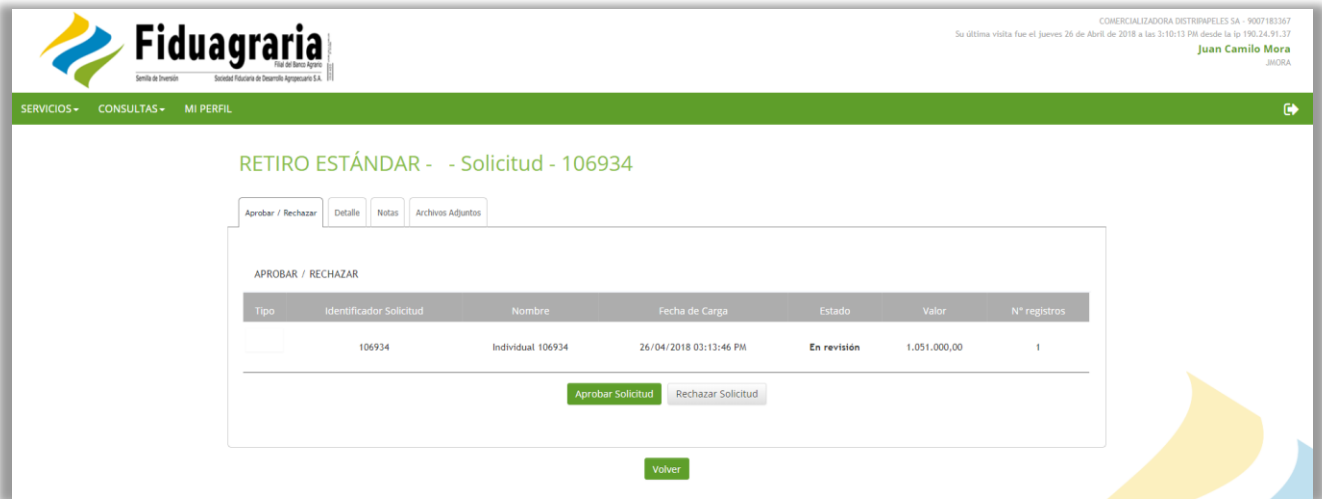 Fiduagraria
Filial del Banco Agrario
Semilla de Inversión Sociedad Fiduciaria de Desarrollo Agropecuario S.A.
COMERCIALIZADORA DISTRIPAPELES SA - 9007183367
Su última visita fue el jueves 26 de Abril de 2018 a las 3:10:13 PM desde la ip 190.24.91.37
Juan Camilo Mora
JMORA
SERVICIOS CONSULTAS MI PERFIL
RETIRO ESTÁNDAR - - Solicitud - 106934
Aprobar / Rechazar Detalle Notas Archivos Adjuntos
APROBAR / RECHAZAR
Tipo Identificador Solicitud Nombre Fecha de Carga Estado Valor N° registros
106934 Individual 106934 26/04/2018 03:13:46 PM En revisión 1.051.000,00 1
Aprobar Solicitud Rechazar Solicitud
Volver